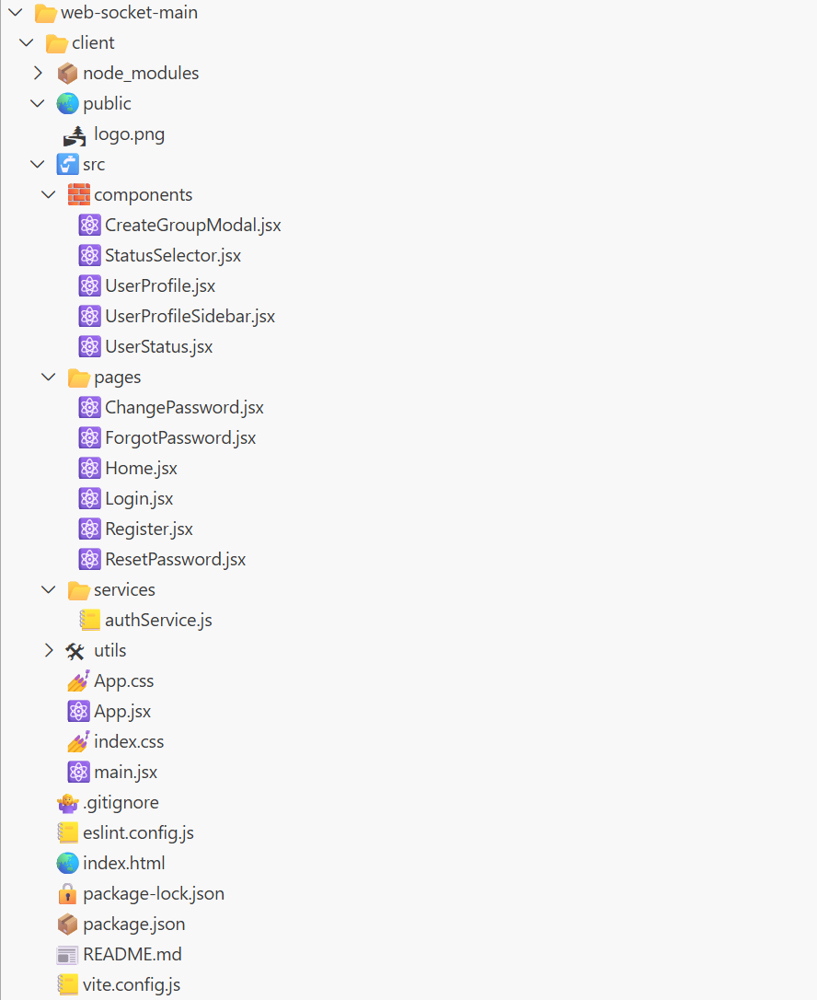 web-socket-main
client
node_modules
public
logo.png
src
components
CreateGroupModal.jsx
StatusSelector.jsx
UserProfile.jsx
UserProfileSidebar.jsx
UserStatus.jsx
pages
ChangePassword.jsx
ForgotPassword.jsx
Home.jsx
Login.jsx
Register.jsx
ResetPassword.jsx
services
authService.js
utils
App.css
App.jsx
index.css
main.jsx
.gitignore
eslint.config.js
index.html
package-lock.json
package.json
README.md
vite.config.js